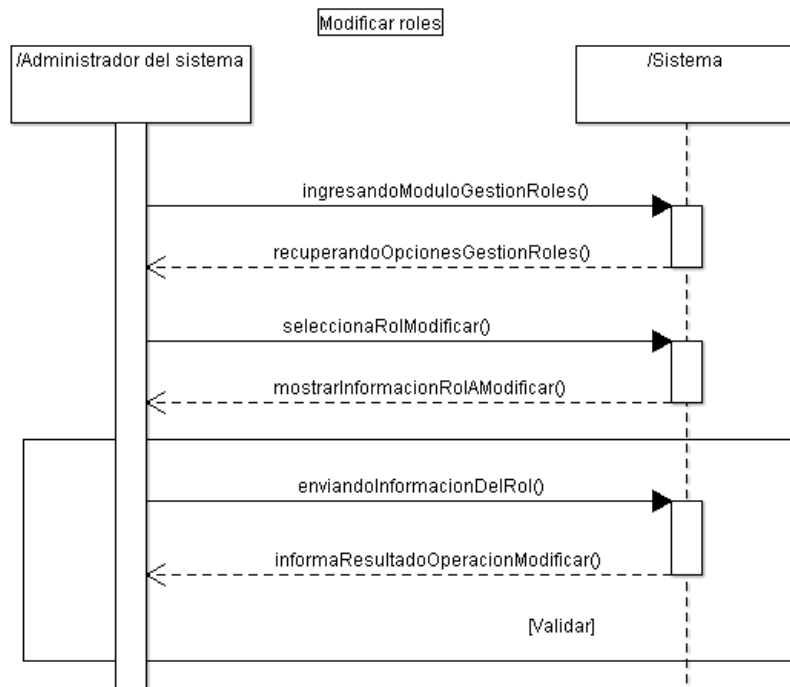 Modificar roles
/Administrador del sistema
/Sistema
ingresandoModuloGestionRoles()
recuperandoOpcionesGestionRoles()
seleccionaRolModificar()
mostrarInformacionRolAModificar()
enviandoInformacionDelRol()
informaResultadoOperacionModificar()
[Validar]